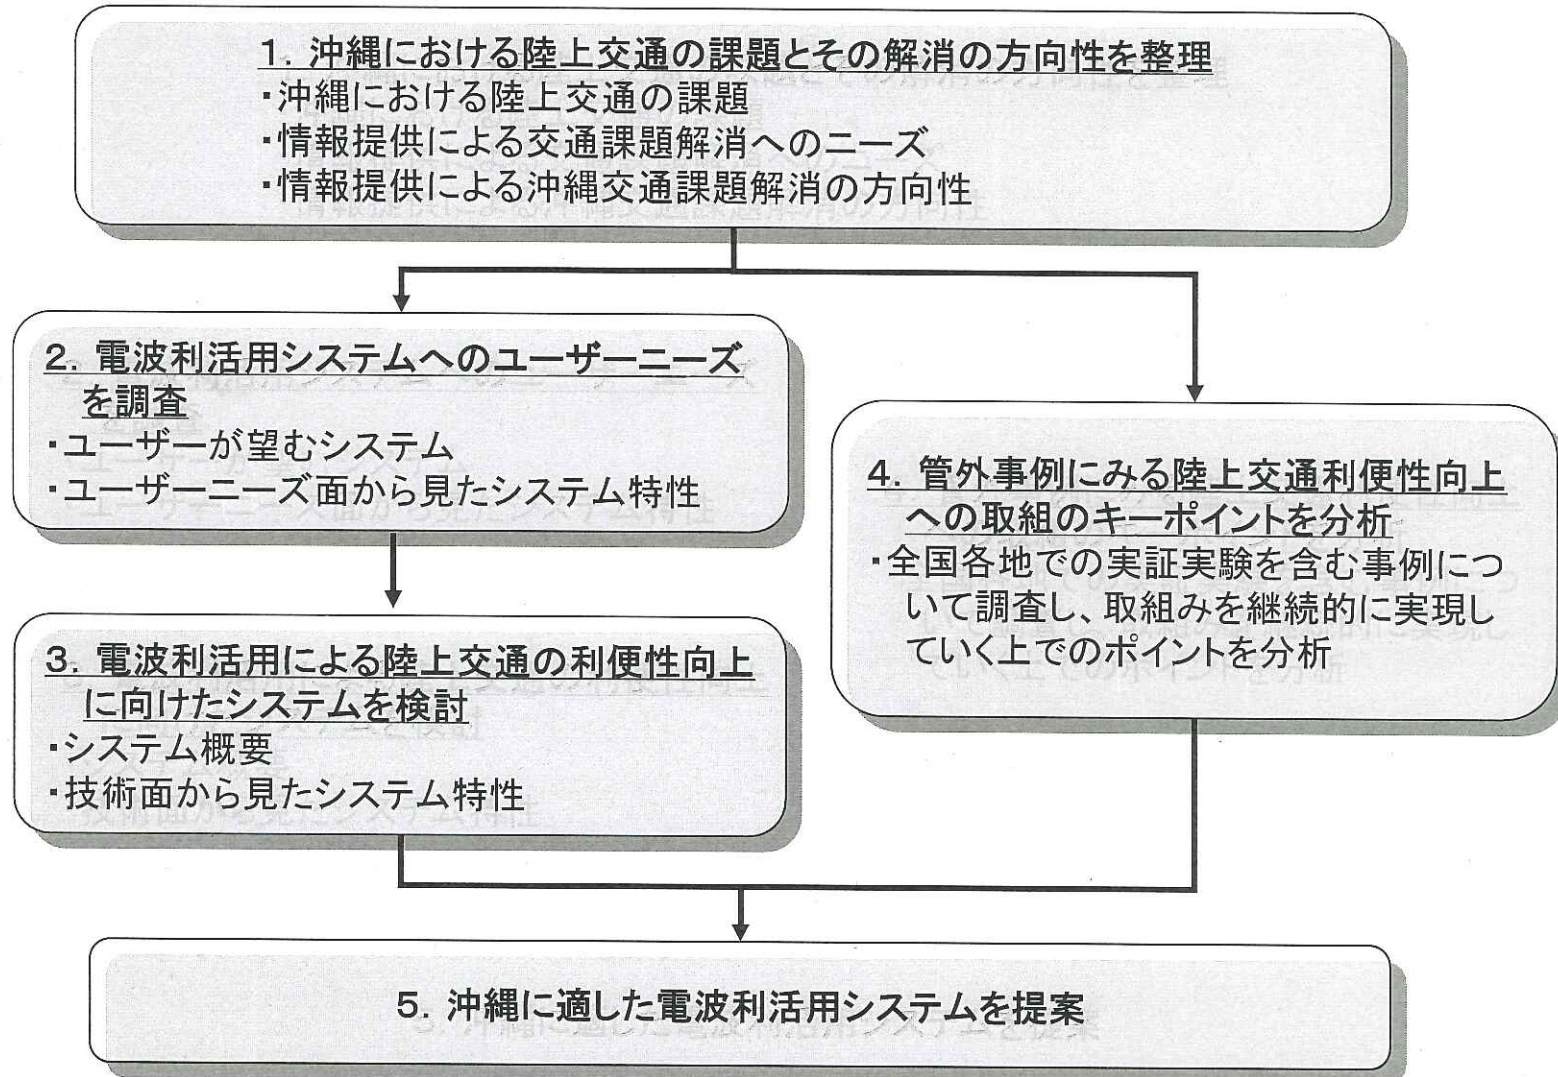 1. 沖縄における陸上交通の課題とその解消の方向性を整理
・沖縄における陸上交通の課題
・情報提供による交通課題解消へのニーズ
・情報提供による沖縄交通課題解消の方向性
2. 電波利活用システムへのユーザーニーズ
を調査
・ユーザーが望むシステム
・ユーザーニーズ面から見たシステム特性
3. 電波利活用による陸上交通の利便性向上
に向けたシステムを検討
・システム概要
・技術面から見たシステム特性
4. 管外事例にみる陸上交通利便性向上
への取組のキーポイントを分析
・全国各地での実証実験を含む事例につ
いて調査し、取組みを継続的に実現し
ていく上でのポイントを分析
5. 沖縄に適した電波利活用システムを提案